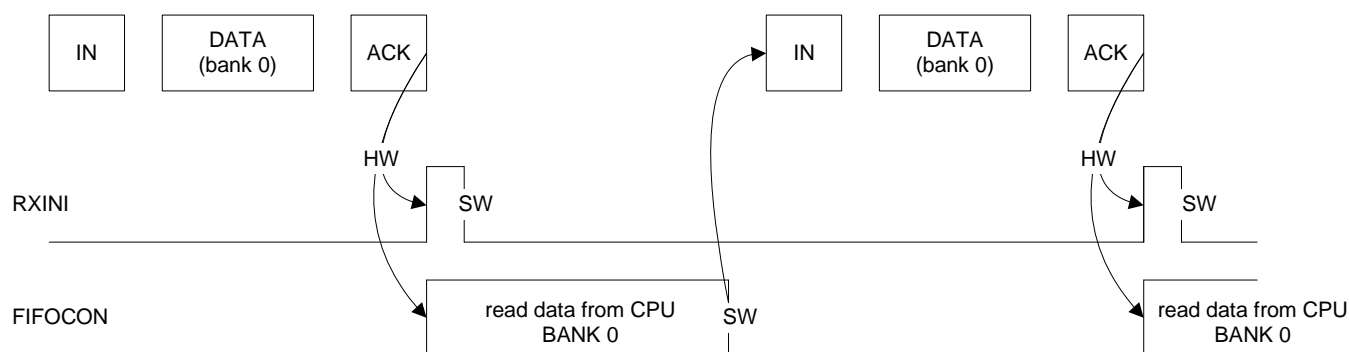 IN DATA ACK IN DATA ACK
(bank 0) (bank 0)
HW HW
RXINI SW SW
FIFOCON read data from CPU SW read data from CPU
BANK 0 BANK 0